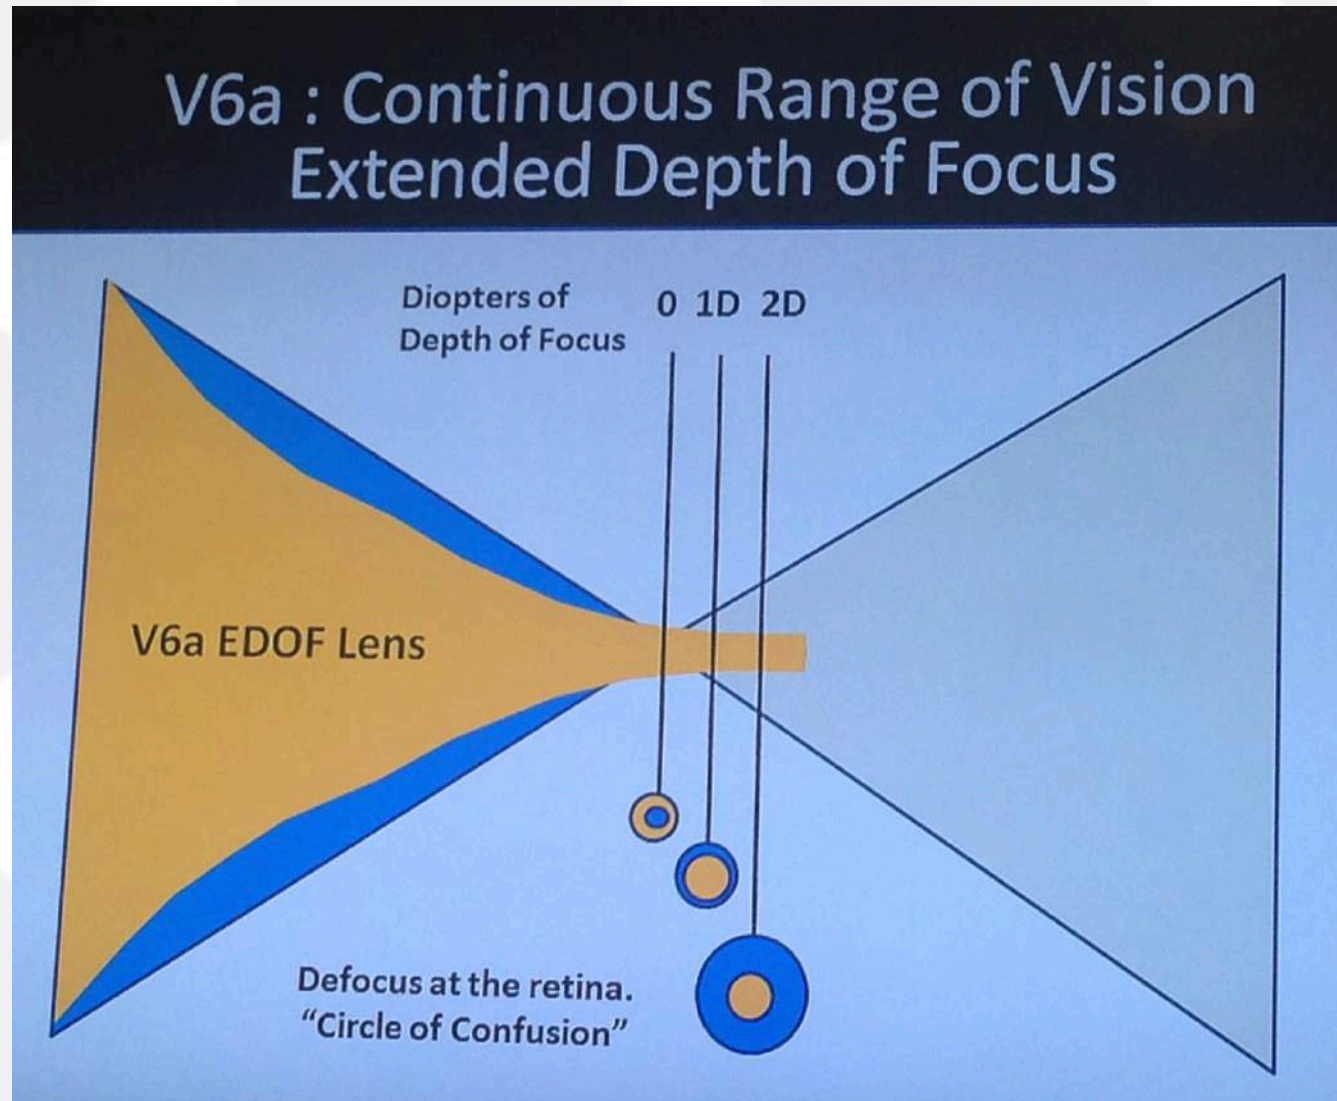 V6a : Continuous Range of Vision
Extended Depth of Focus
Diopters of
Depth of Focus
0 1D 2D
V6a EDOF Lens
Defocus at the retina.
“Circle of Confusion”